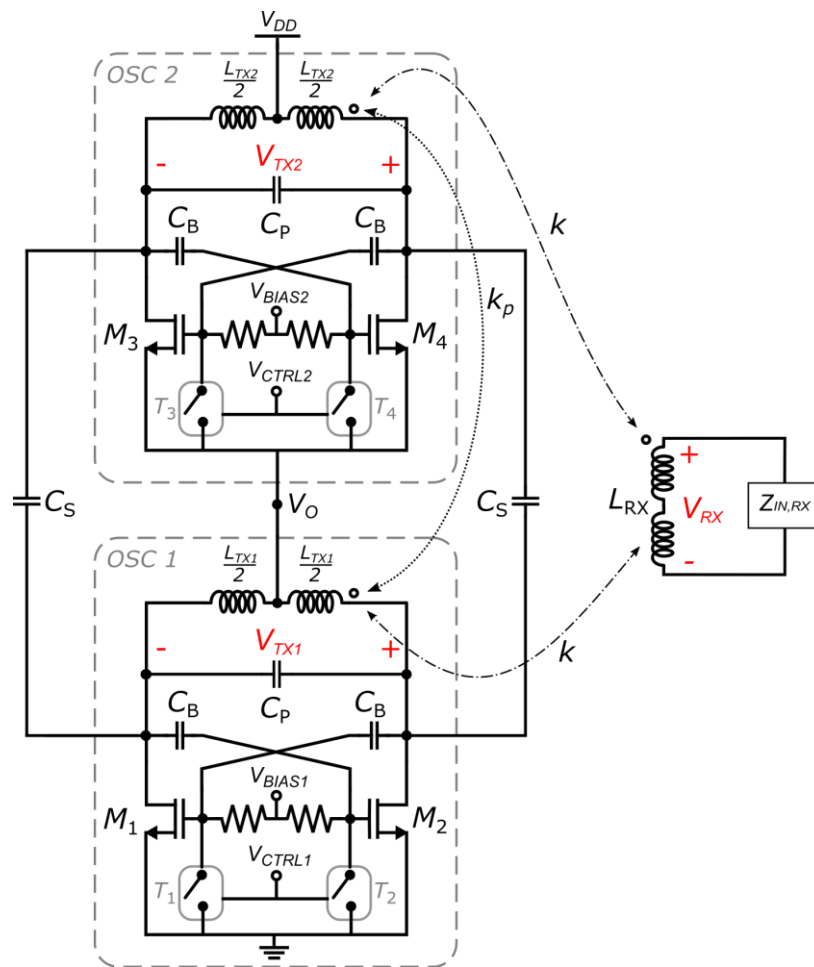 V_DD
OSC 2
L_TX2/2 L_TX2/2
- V_TX2 +
C_B C_P C_B
k
k_p
V_BIAS2
M_3 M_4
V_CTRL2
T_3 T_4
C_S V_O C_S
L_RX + V_RX - Z_IN,RX
OSC 1
L_TX1/2 L_TX1/2
- V_TX1 +
k
C_B C_P C_B
V_BIAS1
M_1 M_2
V_CTRL1
T_1 T_2